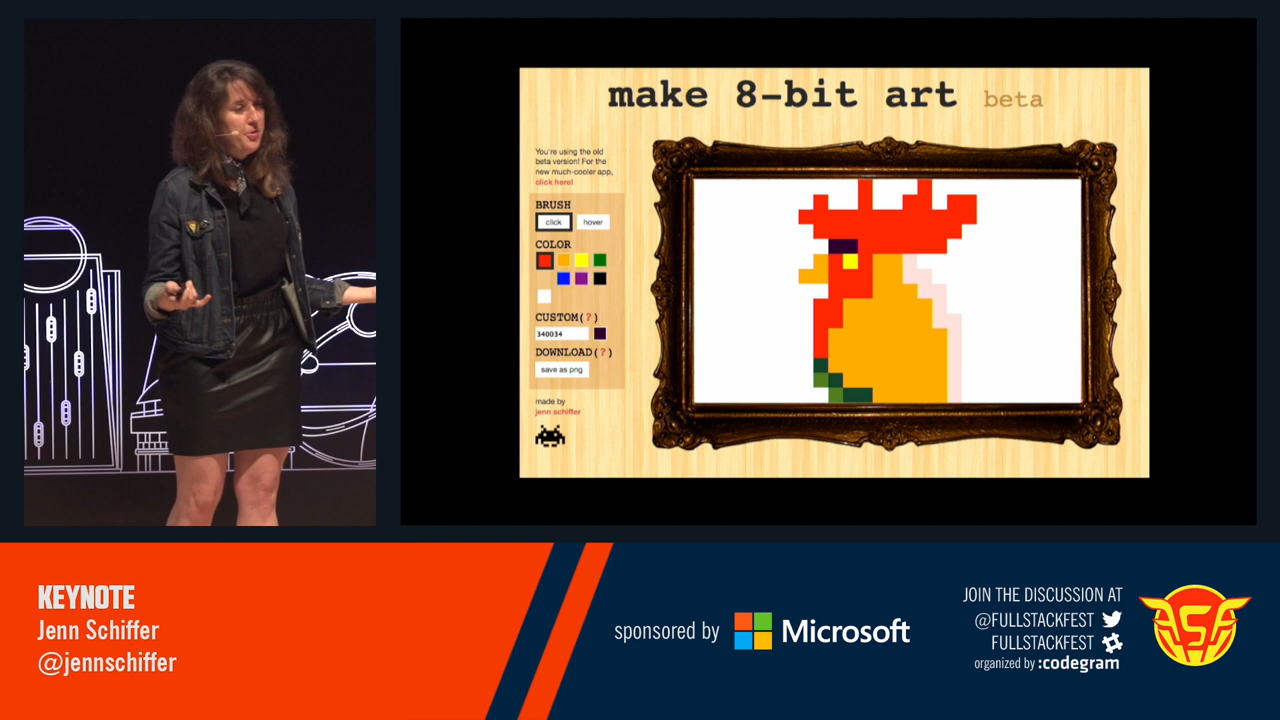 make 8-bit art beta
You're using the old
beta version! For the
new much-cooler app,
click here!
BRUSH
click hover
COLOR
CUSTOM(?)
340034
DOWNLOAD(?)
save as png
made by
jenn schiffer
KEYNOTE
Jenn Schiffer
@jennschiffer
sponsored by Microsoft
JOIN THE DISCUSSION AT
@FULLSTACKFEST
FULLSTACKFEST
organized by :codegram
FSF